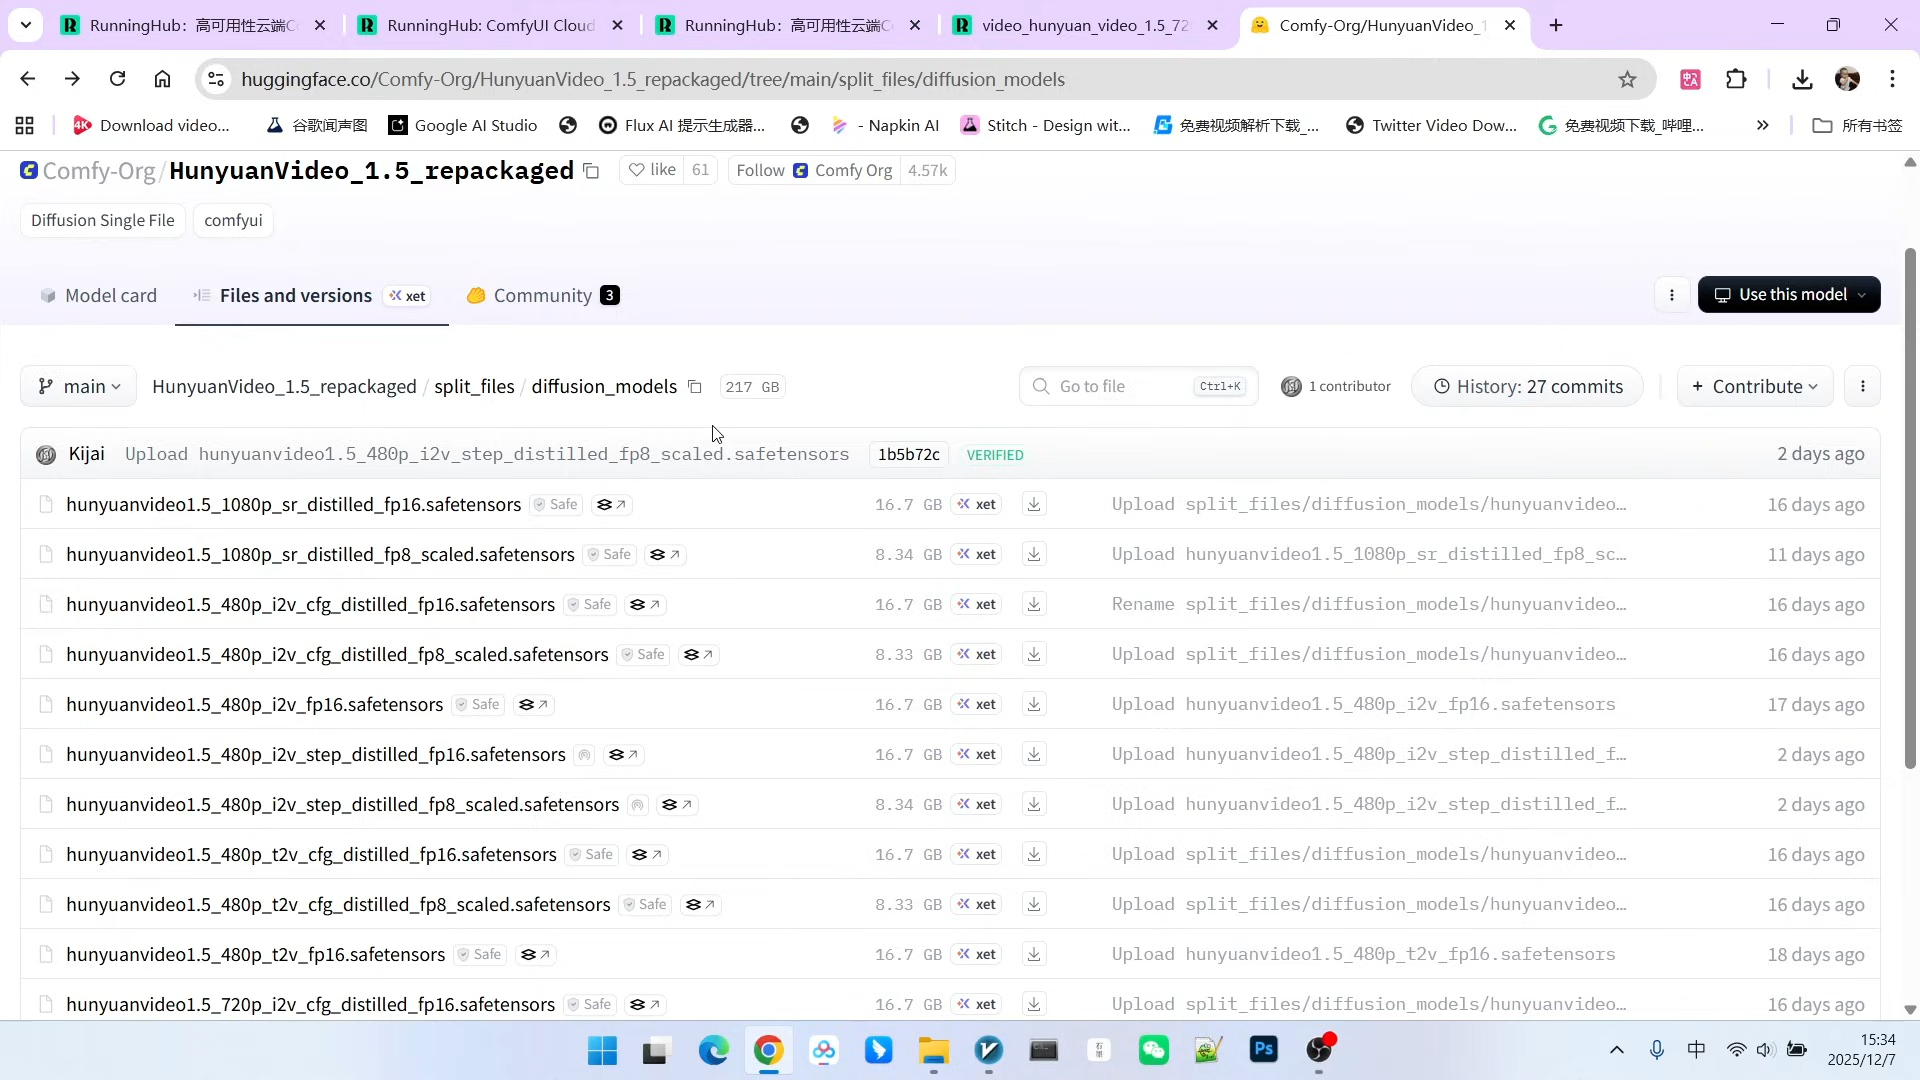 RunningHub：高可用性云端C
RunningHub: ComfyUI Cloud
RunningHub：高可用性云端C
video_hunyuan_video_1.5_72
Comfy-Org/HunyuanVideo_1
huggingface.co/Comfy-Org/HunyuanVideo_1.5_repackaged/tree/main/split_files/diffusion_models
4K Download video...
谷歌闻声图
Google AI Studio
Flux AI 提示生成器...
- Napkin AI
Stitch - Design wit...
免费视频解析下载_...
Twitter Video Dow...
免费视频下载_哔哩...
所有书签
Comfy-Org/HunyuanVideo_1.5_repackaged like 61 Follow Comfy Org 4.57k
Diffusion Single File comfyui
Model card Files and versions xet Community 3 Use this model
main HunyuanVideo_1.5_repackaged / split_files / diffusion_models 217 GB Go to file Ctrl+K 1 contributor History: 27 commits + Contribute
Kijai Upload hunyuanvideo1.5_480p_i2v_step_distilled_fp8_scaled.safetensors 1b5b72c VERIFIED 2 days ago
hunyuanvideo1.5_1080p_sr_distilled_fp16.safetensors Safe 16.7 GB xet Upload split_files/diffusion_models/hunyuanvideo… 16 days ago
hunyuanvideo1.5_1080p_sr_distilled_fp8_scaled.safetensors Safe 8.34 GB xet Upload hunyuanvideo1.5_1080p_sr_distilled_fp8_sc… 11 days ago
hunyuanvideo1.5_480p_i2v_cfg_distilled_fp16.safetensors Safe 16.7 GB xet Rename split_files/diffusion_models/hunyuanvideo… 16 days ago
hunyuanvideo1.5_480p_i2v_cfg_distilled_fp8_scaled.safetensors Safe 8.33 GB xet Upload split_files/diffusion_models/hunyuanvideo… 16 days ago
hunyuanvideo1.5_480p_i2v_fp16.safetensors Safe 16.7 GB xet Upload hunyuanvideo1.5_480p_i2v_fp16.safetensors 17 days ago
hunyuanvideo1.5_480p_i2v_step_distilled_fp16.safetensors 16.7 GB xet Upload hunyuanvideo1.5_480p_i2v_step_distilled_f… 2 days ago
hunyuanvideo1.5_480p_i2v_step_distilled_fp8_scaled.safetensors 8.34 GB xet Upload hunyuanvideo1.5_480p_i2v_step_distilled_f… 2 days ago
hunyuanvideo1.5_480p_t2v_cfg_distilled_fp16.safetensors Safe 16.7 GB xet Upload split_files/diffusion_models/hunyuanvideo… 16 days ago
hunyuanvideo1.5_480p_t2v_cfg_distilled_fp8_scaled.safetensors Safe 8.33 GB xet Upload split_files/diffusion_models/hunyuanvideo… 16 days ago
hunyuanvideo1.5_480p_t2v_fp16.safetensors Safe 16.7 GB xet Upload hunyuanvideo1.5_480p_t2v_fp16.safetensors 18 days ago
hunyuanvideo1.5_720p_i2v_cfg_distilled_fp16.safetensors Safe 16.7 GB xet Upload split_files/diffusion_models/hunyuanvideo… 16 days ago
Ps
中
15:34
2025/12/7